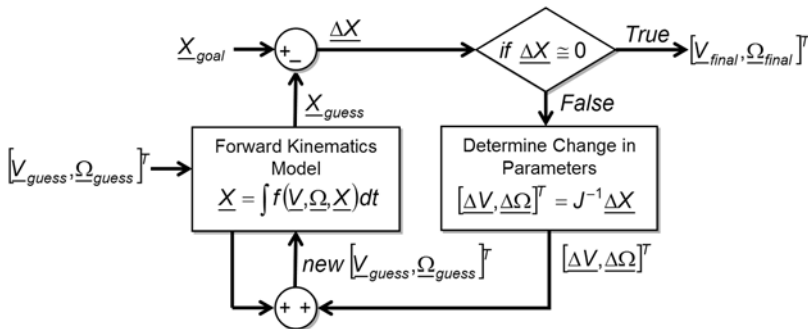 ΔX
True
X_goal
+
−
if ΔX ≅ 0
[V_final, Ω_final]^T
X_guess
False
Forward Kinematics
Model
X = ∫ f(V, Ω, X)dt
Determine Change in
Parameters
[ΔV, ΔΩ]^T = J^−1 ΔX
[V_guess, Ω_guess]^T
new [V_guess, Ω_guess]^T
[ΔV, ΔΩ]^T
+ +